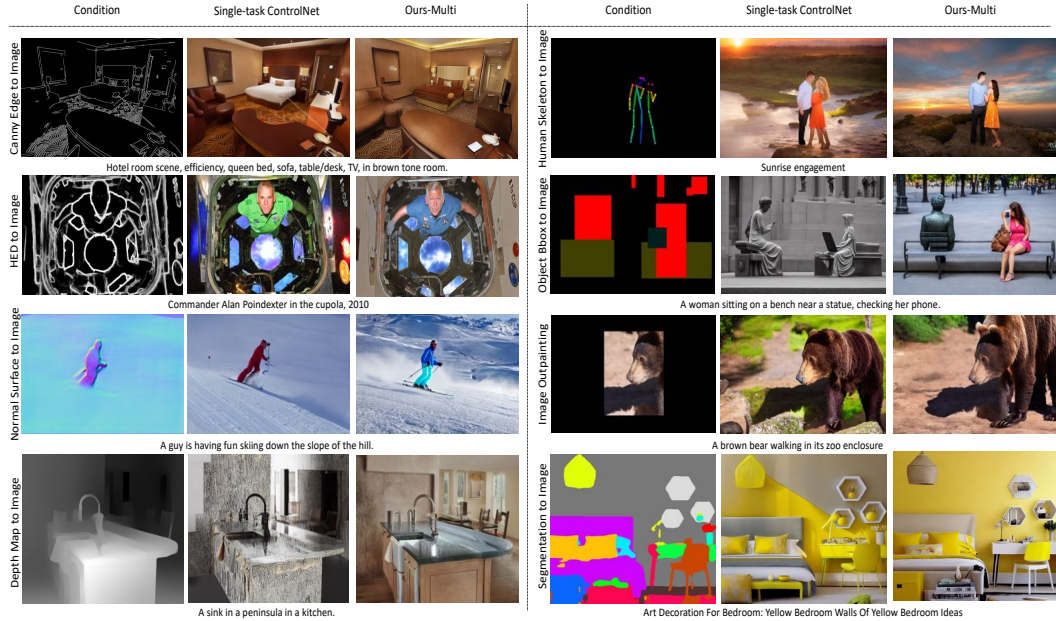 Condition
Single-task ControlNet
Ours-Multi
Canny Edge to Image
Hotel room scene, efficiency, queen bed, sofa, table/desk, TV, in brown tone room.
HED to Image
Commander Alan Poindexter in the cupola, 2010
Normal Surface to Image
A guy is having fun skiing down the slope of the hill.
Depth Map to Image
A sink in a peninsula in a kitchen.
Condition
Single-task ControlNet
Ours-Multi
Human Skeleton to Image
Sunrise engagement
Object Bbox to Image
A woman sitting on a bench near a statue, checking her phone.
Image Outpainting
A brown bear walking in its zoo enclosure
Segmentation to Image
Art Decoration For Bedroom: Yellow Bedroom Walls Of Yellow Bedroom Ideas